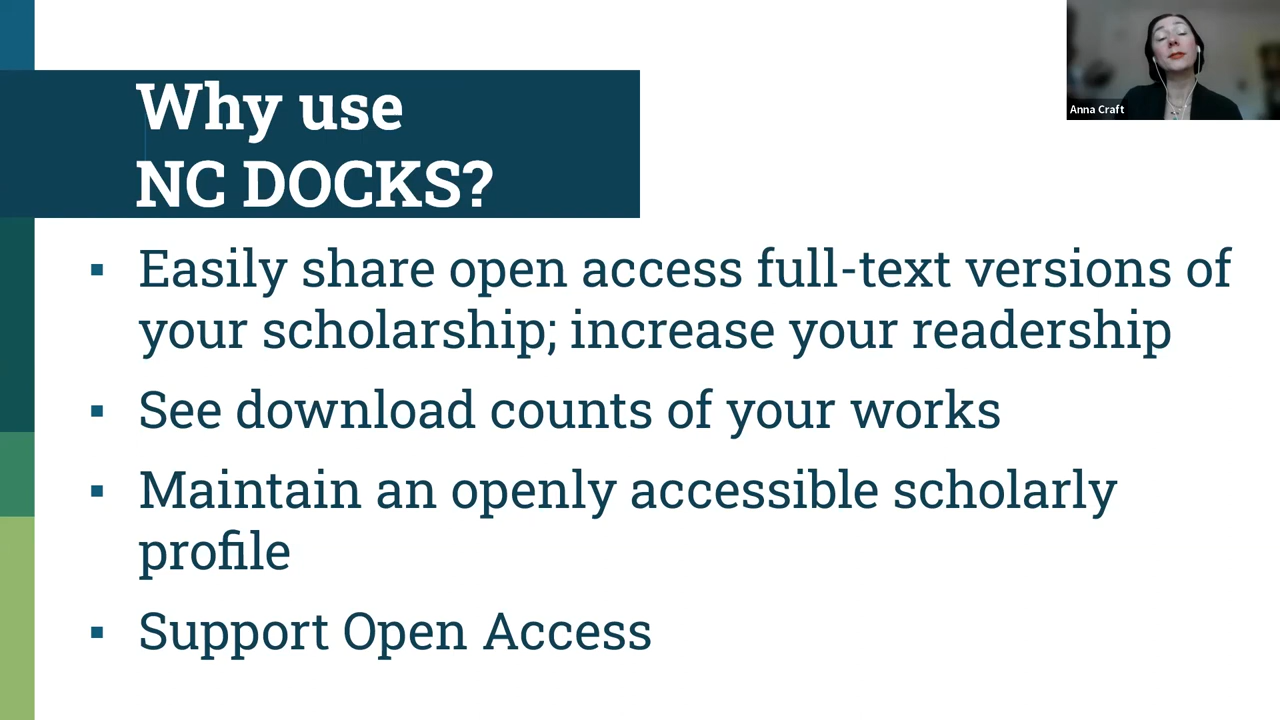 Why use
NC DOCKS?
Anna Craft
▪ Easily share open access full-text versions of
your scholarship; increase your readership
▪ See download counts of your works
▪ Maintain an openly accessible scholarly
profile
▪ Support Open Access